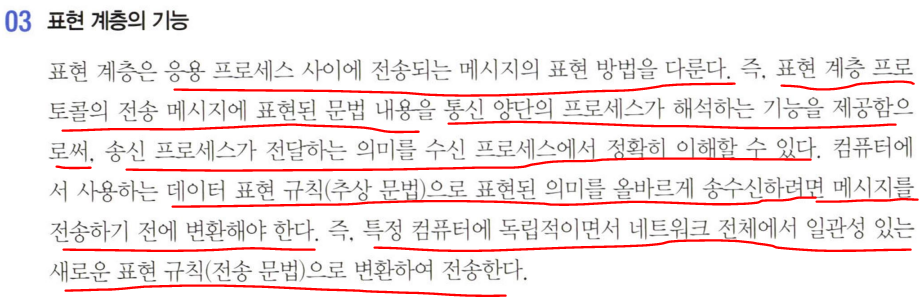 03 표현 계층의 기능
표현 계층은 응용 프로세스 사이에 전송되는 메시지의 표현 방법을 다룬다. 즉, 표현 계층 프로
토콜의 전송 메시지에 표현된 문법 내용을 통신 양단의 프로세스가 해석하는 기능을 제공함으
로써, 송신 프로세스가 전달하는 의미를 수신 프로세스에서 정확히 이해할 수 있다. 컴퓨터에
서 사용하는 데이터 표현 규칙(추상 문법)으로 표현된 의미를 올바르게 송수신하려면 메시지를
전송하기 전에 변환해야 한다. 즉, 특정 컴퓨터에 독립적이면서 네트워크 전체에서 일관성 있는
새로운 표현 규칙(전송 문법)으로 변환하여 전송한다.